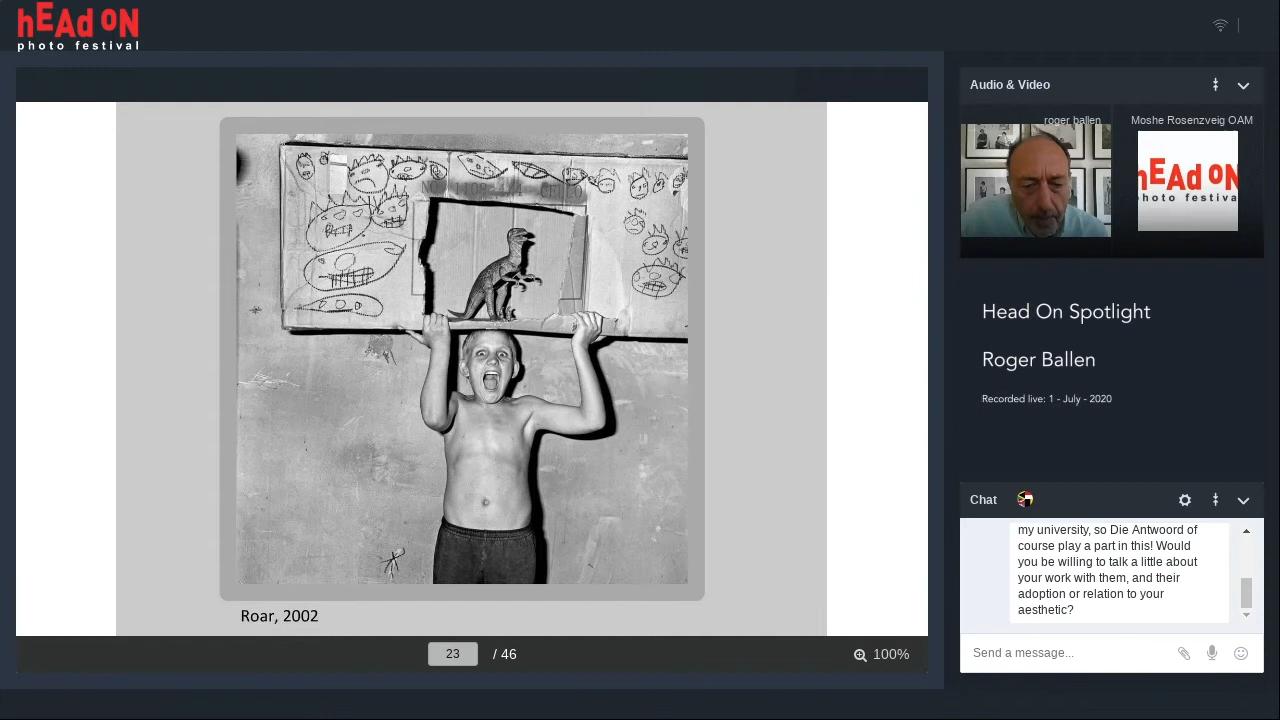 hEAd ON
photo festival
Audio & Video
roger ballen
Moshe Rosenzveig OAM
hEAd ON
photo festiva
Head On Spotlight
Roger Ballen
Recorded live: 1 - July - 2020
Chat
my university, so Die Antwoord of
course play a part in this! Would
you be willing to talk a little about
your work with them, and their
adoption or relation to your
aesthetic?
Send a message...
Roar, 2002
23 / 46
100%